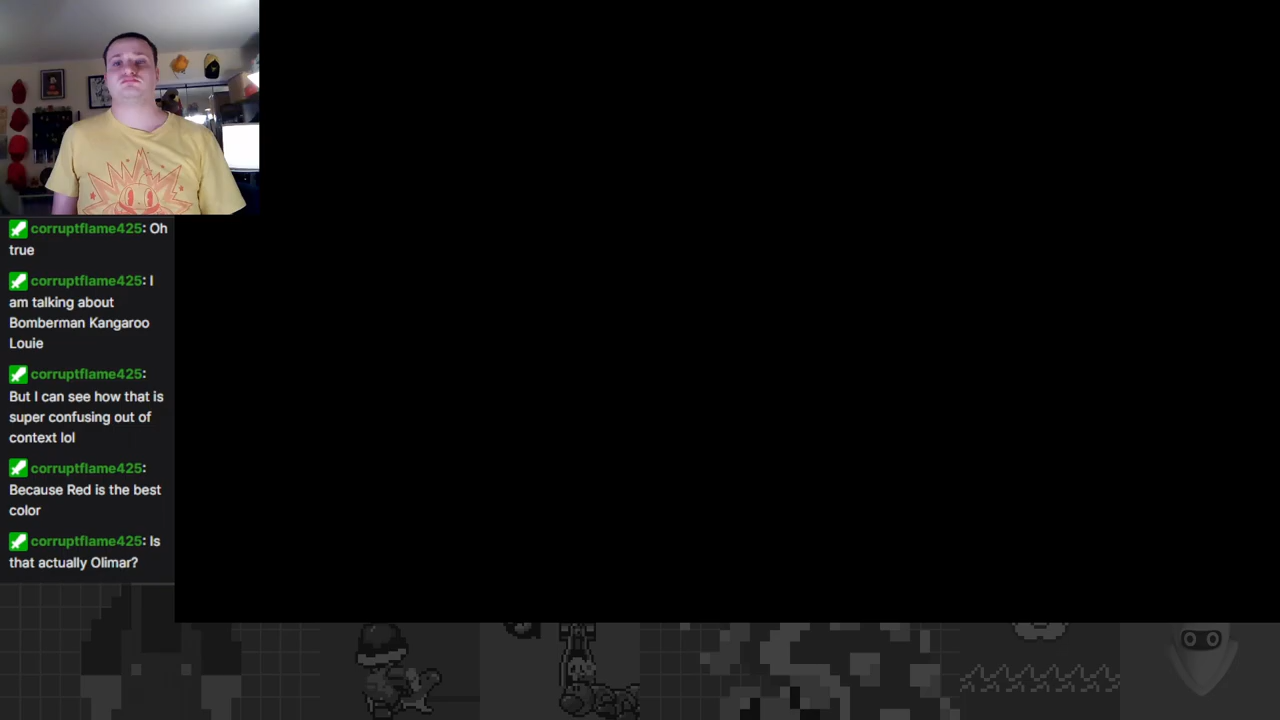 corruptflame425: Oh
true
corruptflame425: I
am talking about
Bomberman Kangaroo
Louie
corruptflame425:
But I can see how that is
super confusing out of
context lol
corruptflame425:
Because Red is the best
color
corruptflame425: Is
that actually Olimar?